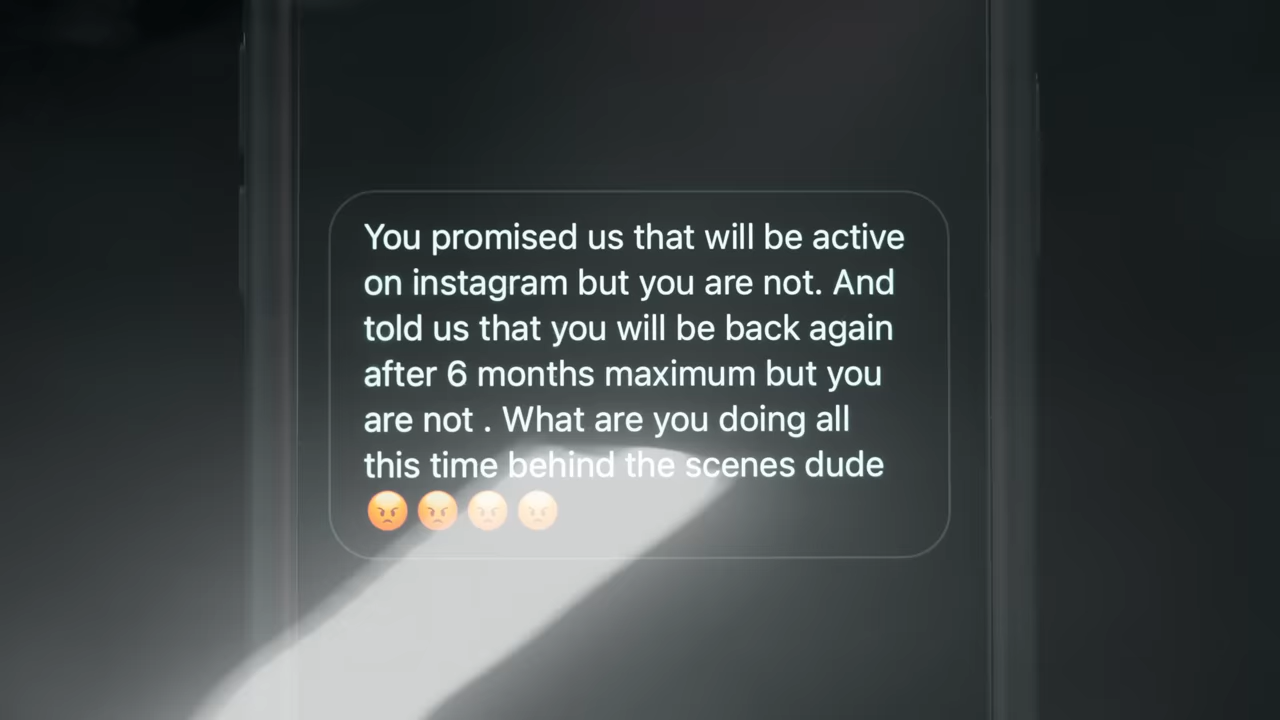 You promised us that will be active
on instagram but you are not. And
told us that you will be back again
after 6 months maximum but you
are not . What are you doing all
this time behind the scenes dude
😡😡😡😡